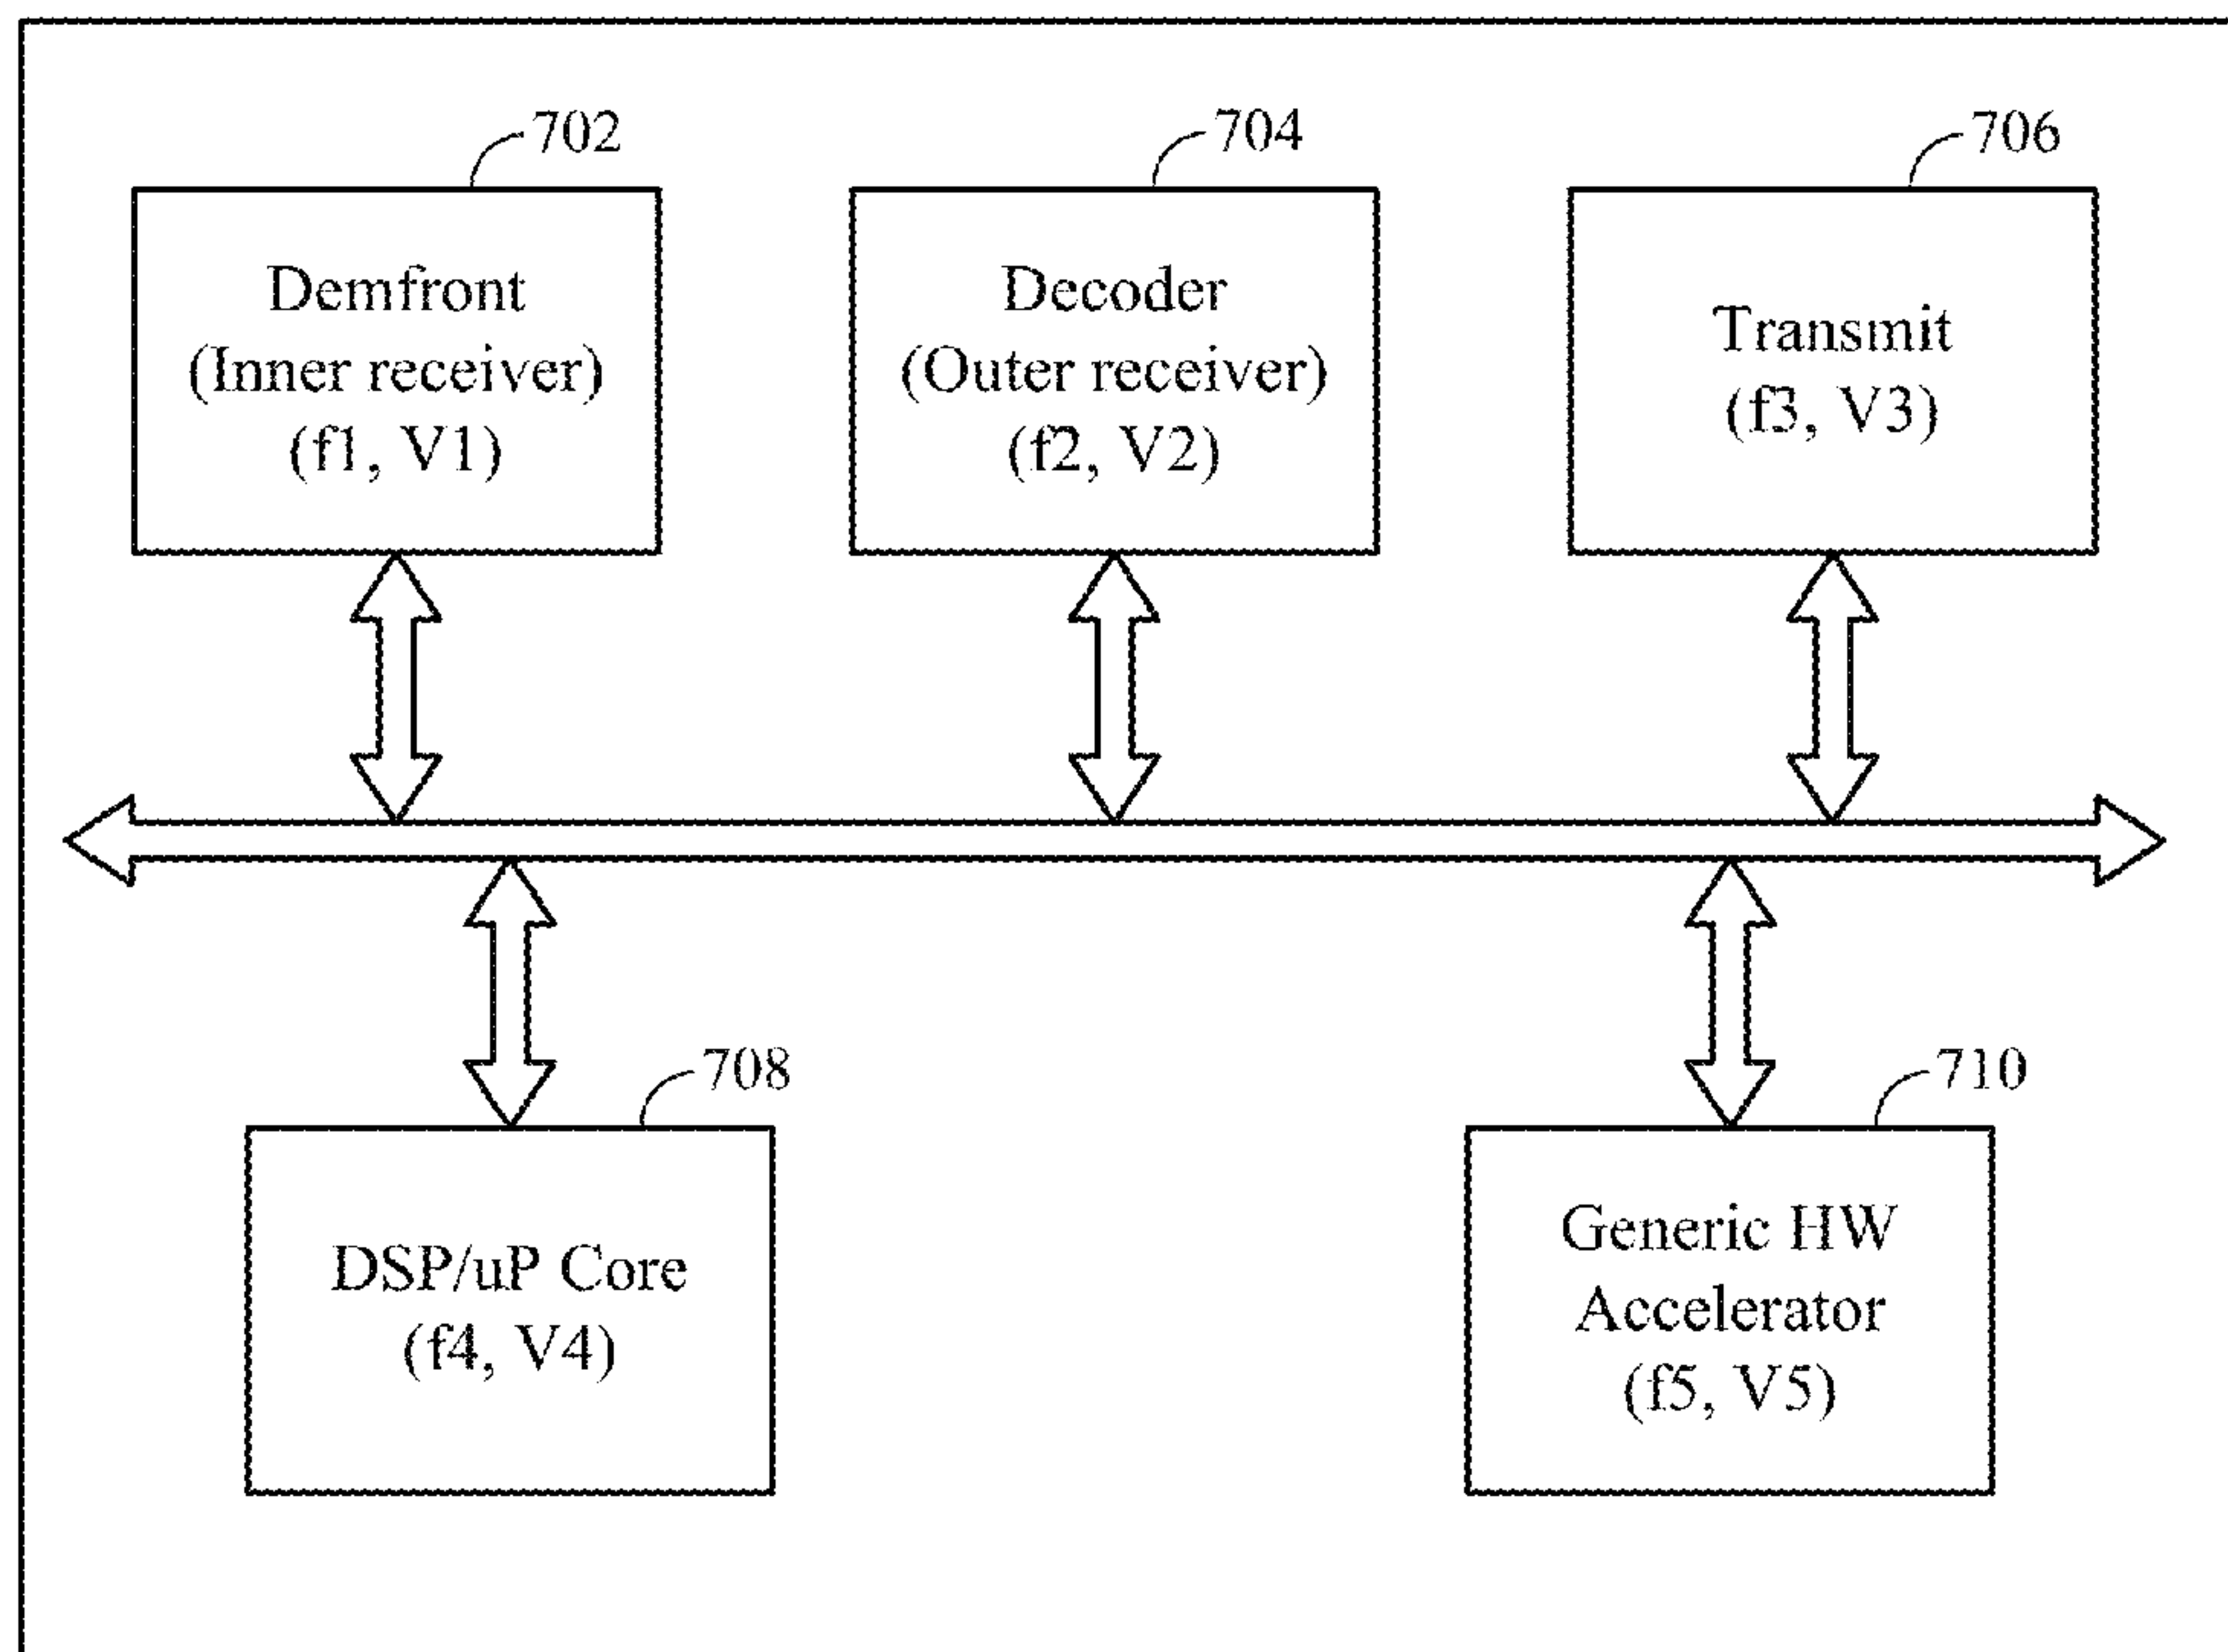 702
Demfront
(Inner receiver)
(f1, V1)
704
Decoder
(Outer receiver)
(f2, V2)
706
Transmit
(f3, V3)
708
DSP/uP Core
(f4, V4)
710
Generic HW
Accelerator
(f5, V5)